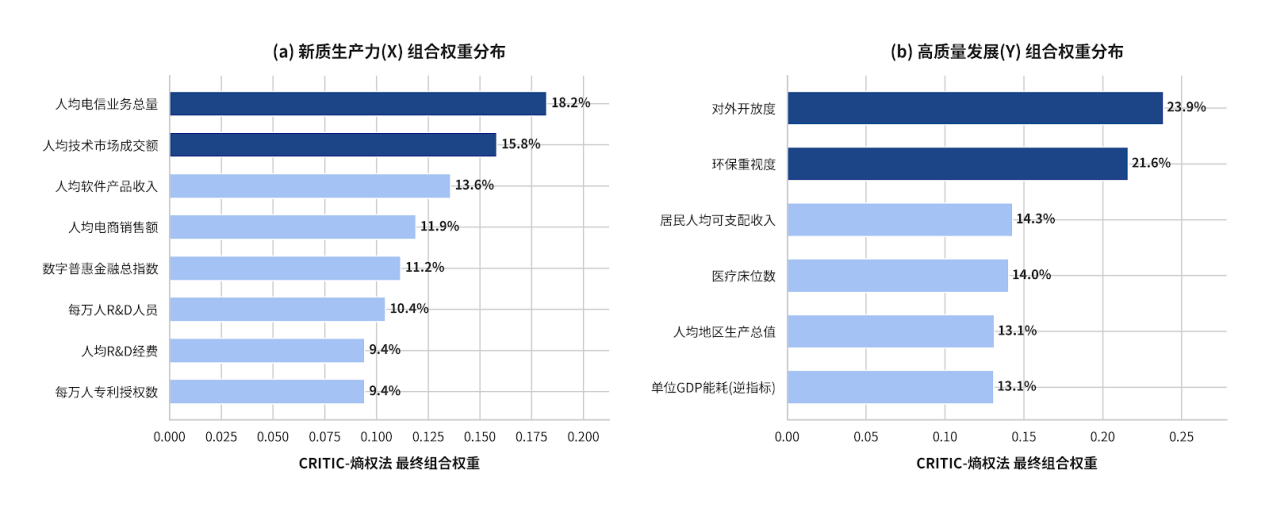 (a) 新质生产力(X) 组合权重分布
人均电信业务总量
18.2%
人均技术市场成交额
15.8%
人均软件产品收入
13.6%
人均电商销售额
11.9%
数字普惠金融总指数
11.2%
每万人R&D人员
10.4%
人均R&D经费
9.4%
每万人专利授权数
9.4%
0.000 0.025 0.050 0.075 0.100 0.125 0.150 0.175 0.200
CRITIC-熵权法 最终组合权重
(b) 高质量发展(Y) 组合权重分布
对外开放度
23.9%
环保重视度
21.6%
居民人均可支配收入
14.3%
医疗床位数
14.0%
人均地区生产总值
13.1%
单位GDP能耗(逆指标)
13.1%
0.00 0.05 0.10 0.15 0.20 0.25
CRITIC-熵权法 最终组合权重